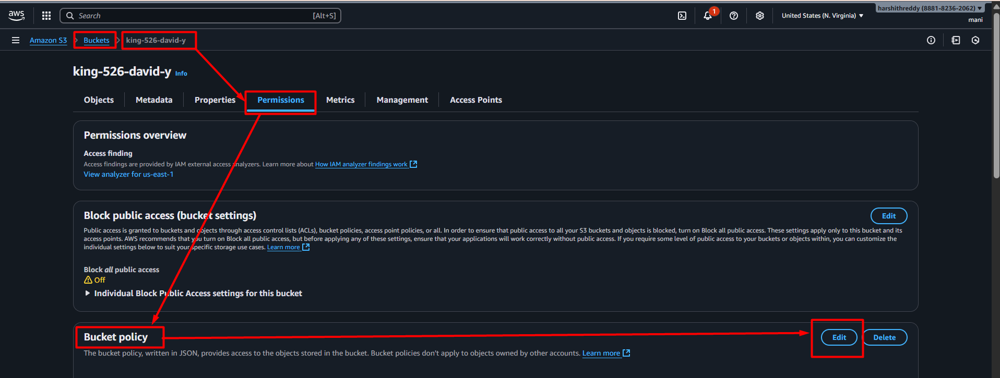 aws
Search [Alt+S]
1
United States (N. Virginia)
harshithreddy (8881-8236-2062)
mani
Amazon S3 Buckets king-526-david-y
king-526-david-y Info
Objects Metadata Properties Permissions Metrics Management Access Points
Permissions overview
Access finding
Access findings are provided by IAM external access analyzers. Learn more about How IAM analyzer findings work
View analyzer for us-east-1
Block public access (bucket settings) Edit
Public access is granted to buckets and objects through access control lists (ACLs), bucket policies, access point policies, or all. In order to ensure that public access to all your S3 buckets and objects is blocked, turn on Block all public access. These settings apply only to this bucket and its
access points. AWS recommends that you turn on Block all public access, but before applying any of these settings, ensure that your applications will work correctly without public access. If you require some level of public access to your buckets or objects within, you can customize the
individual settings below to suit your specific storage use cases. Learn more
Block all public access
Off
Individual Block Public Access settings for this bucket
Bucket policy Edit Delete
The bucket policy, written in JSON, provides access to the objects stored in the bucket. Bucket policies don't apply to objects owned by other accounts. Learn more